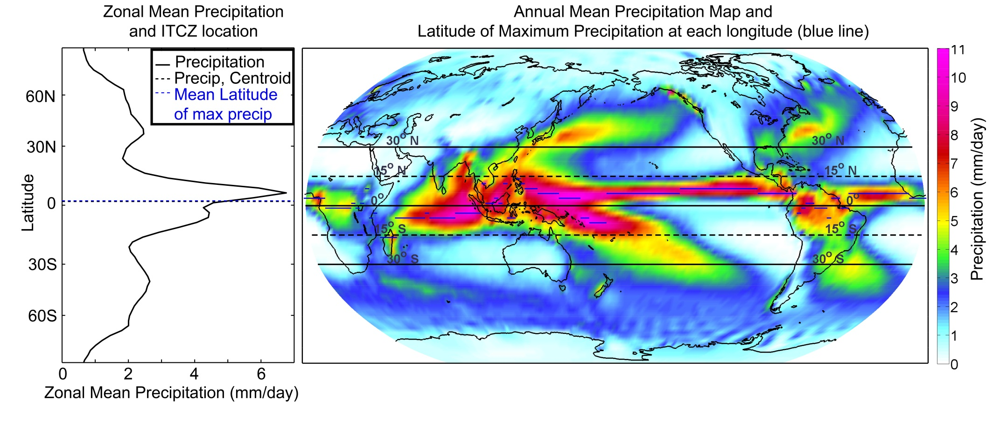 Zonal Mean Precipitation
and ITCZ location
Precipitation
Precip, Centroid
Mean Latitude
of max precip
60N
30N
0
30S
60S
Latitude
0 2 4 6
Zonal Mean Precipitation (mm/day)
Annual Mean Precipitation Map and
Latitude of Maximum Precipitation at each longitude (blue line)
30° N 30° N
15° N 15° N
0° 0°
15° S 15° S
30° S 30° S
11
10
9
8
7
6
5
4
3
2
1
0
Precipitation (mm/day)